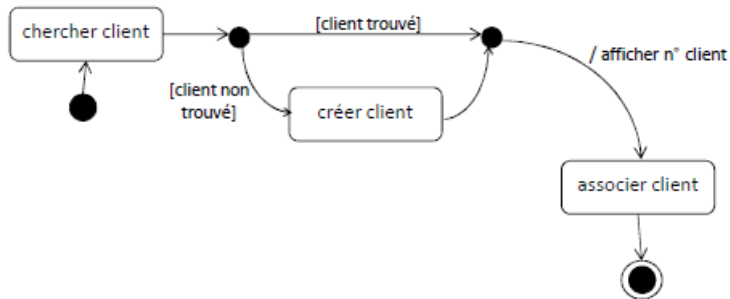 chercher client
[client trouvé]
/ afficher n° client
[client non
trouvé]
créer client
associer client